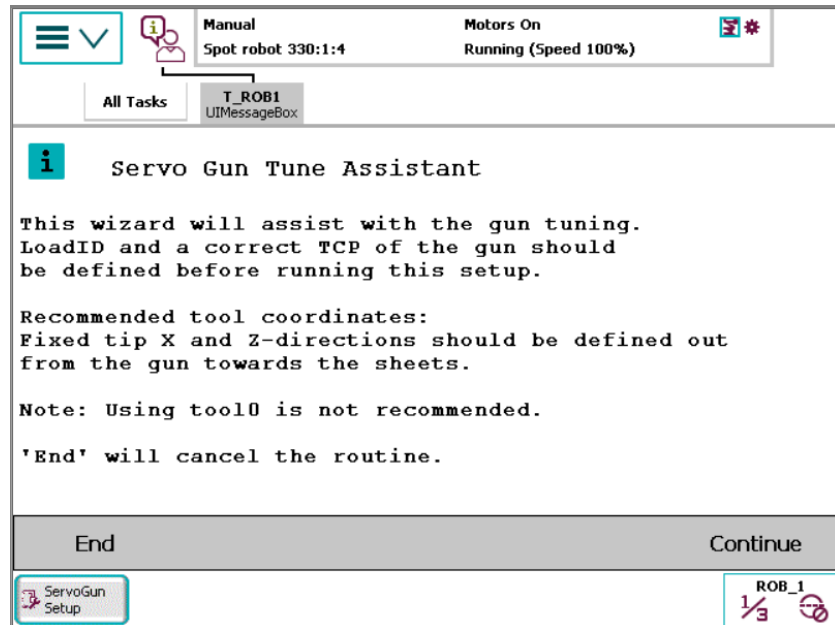 Manual
Spot robot 330:1:4
Motors On
Running (Speed 100%)
All Tasks
T_ROB1
UIMessageBox
i
Servo Gun Tune Assistant
This wizard will assist with the gun tuning.
LoadID and a correct TCP of the gun should
be defined before running this setup.
Recommended tool coordinates:
Fixed tip X and Z-directions should be defined out
from the gun towards the sheets.
Note: Using tool0 is not recommended.
'End' will cancel the routine.
End
Continue
ServoGun
Setup
ROB_1
1/3